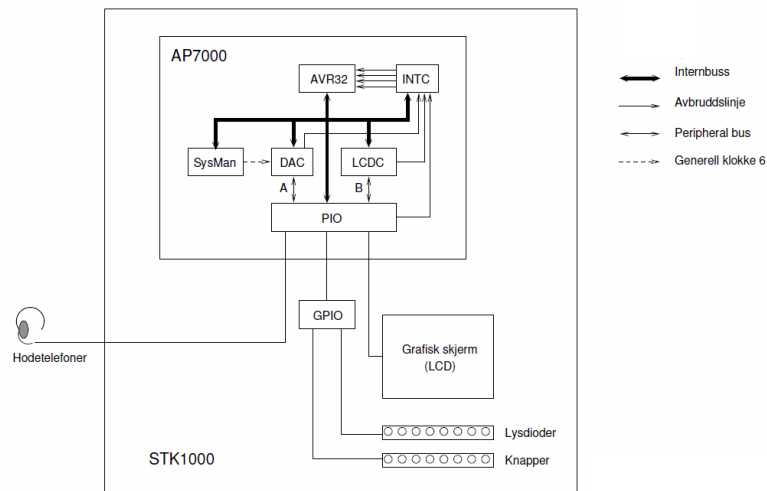 AP7000
AVR32
INTC
Internbuss
Avbruddslinje
Peripheral bus
Generell klokke 6
SysMan
DAC
LCDC
A
B
PIO
GPIO
Hodetelefoner
Grafisk skjerm
(LCD)
Lysdioder
STK1000
Knapper